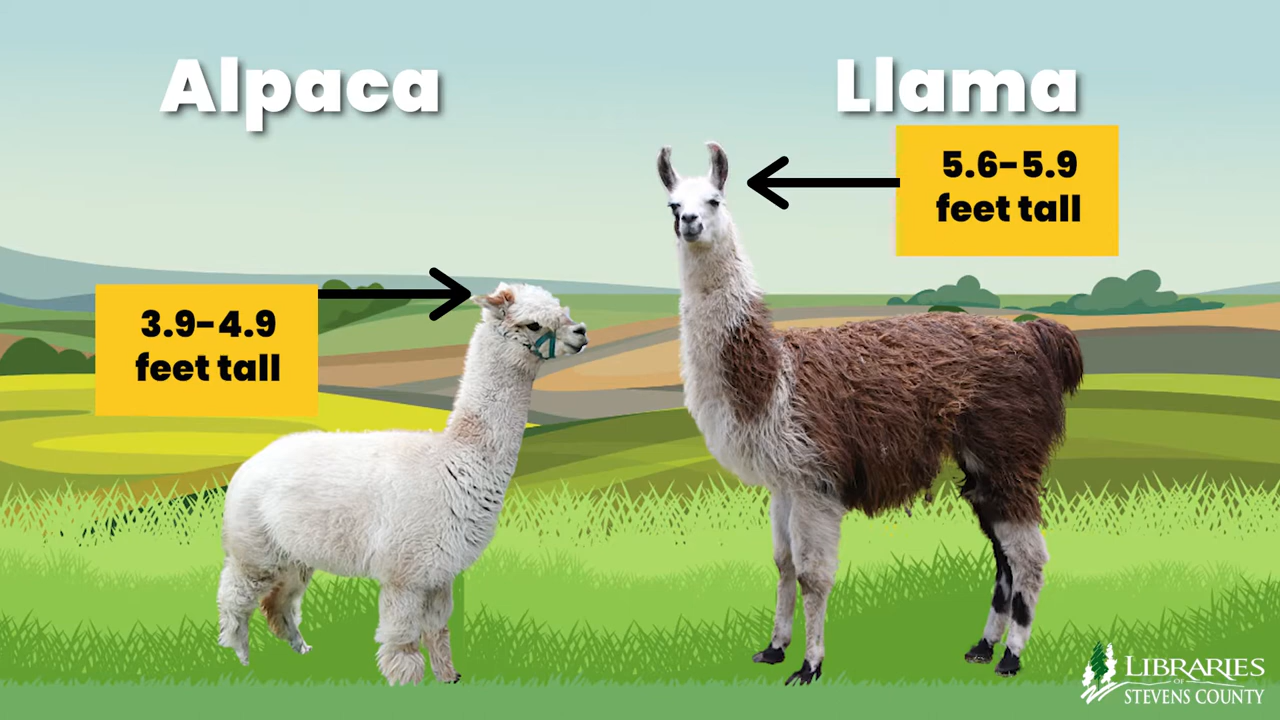 Alpaca
Llama
5.6-5.9
feet tall
3.9-4.9
feet tall
LIBRARIES
OF
STEVENS COUNTY